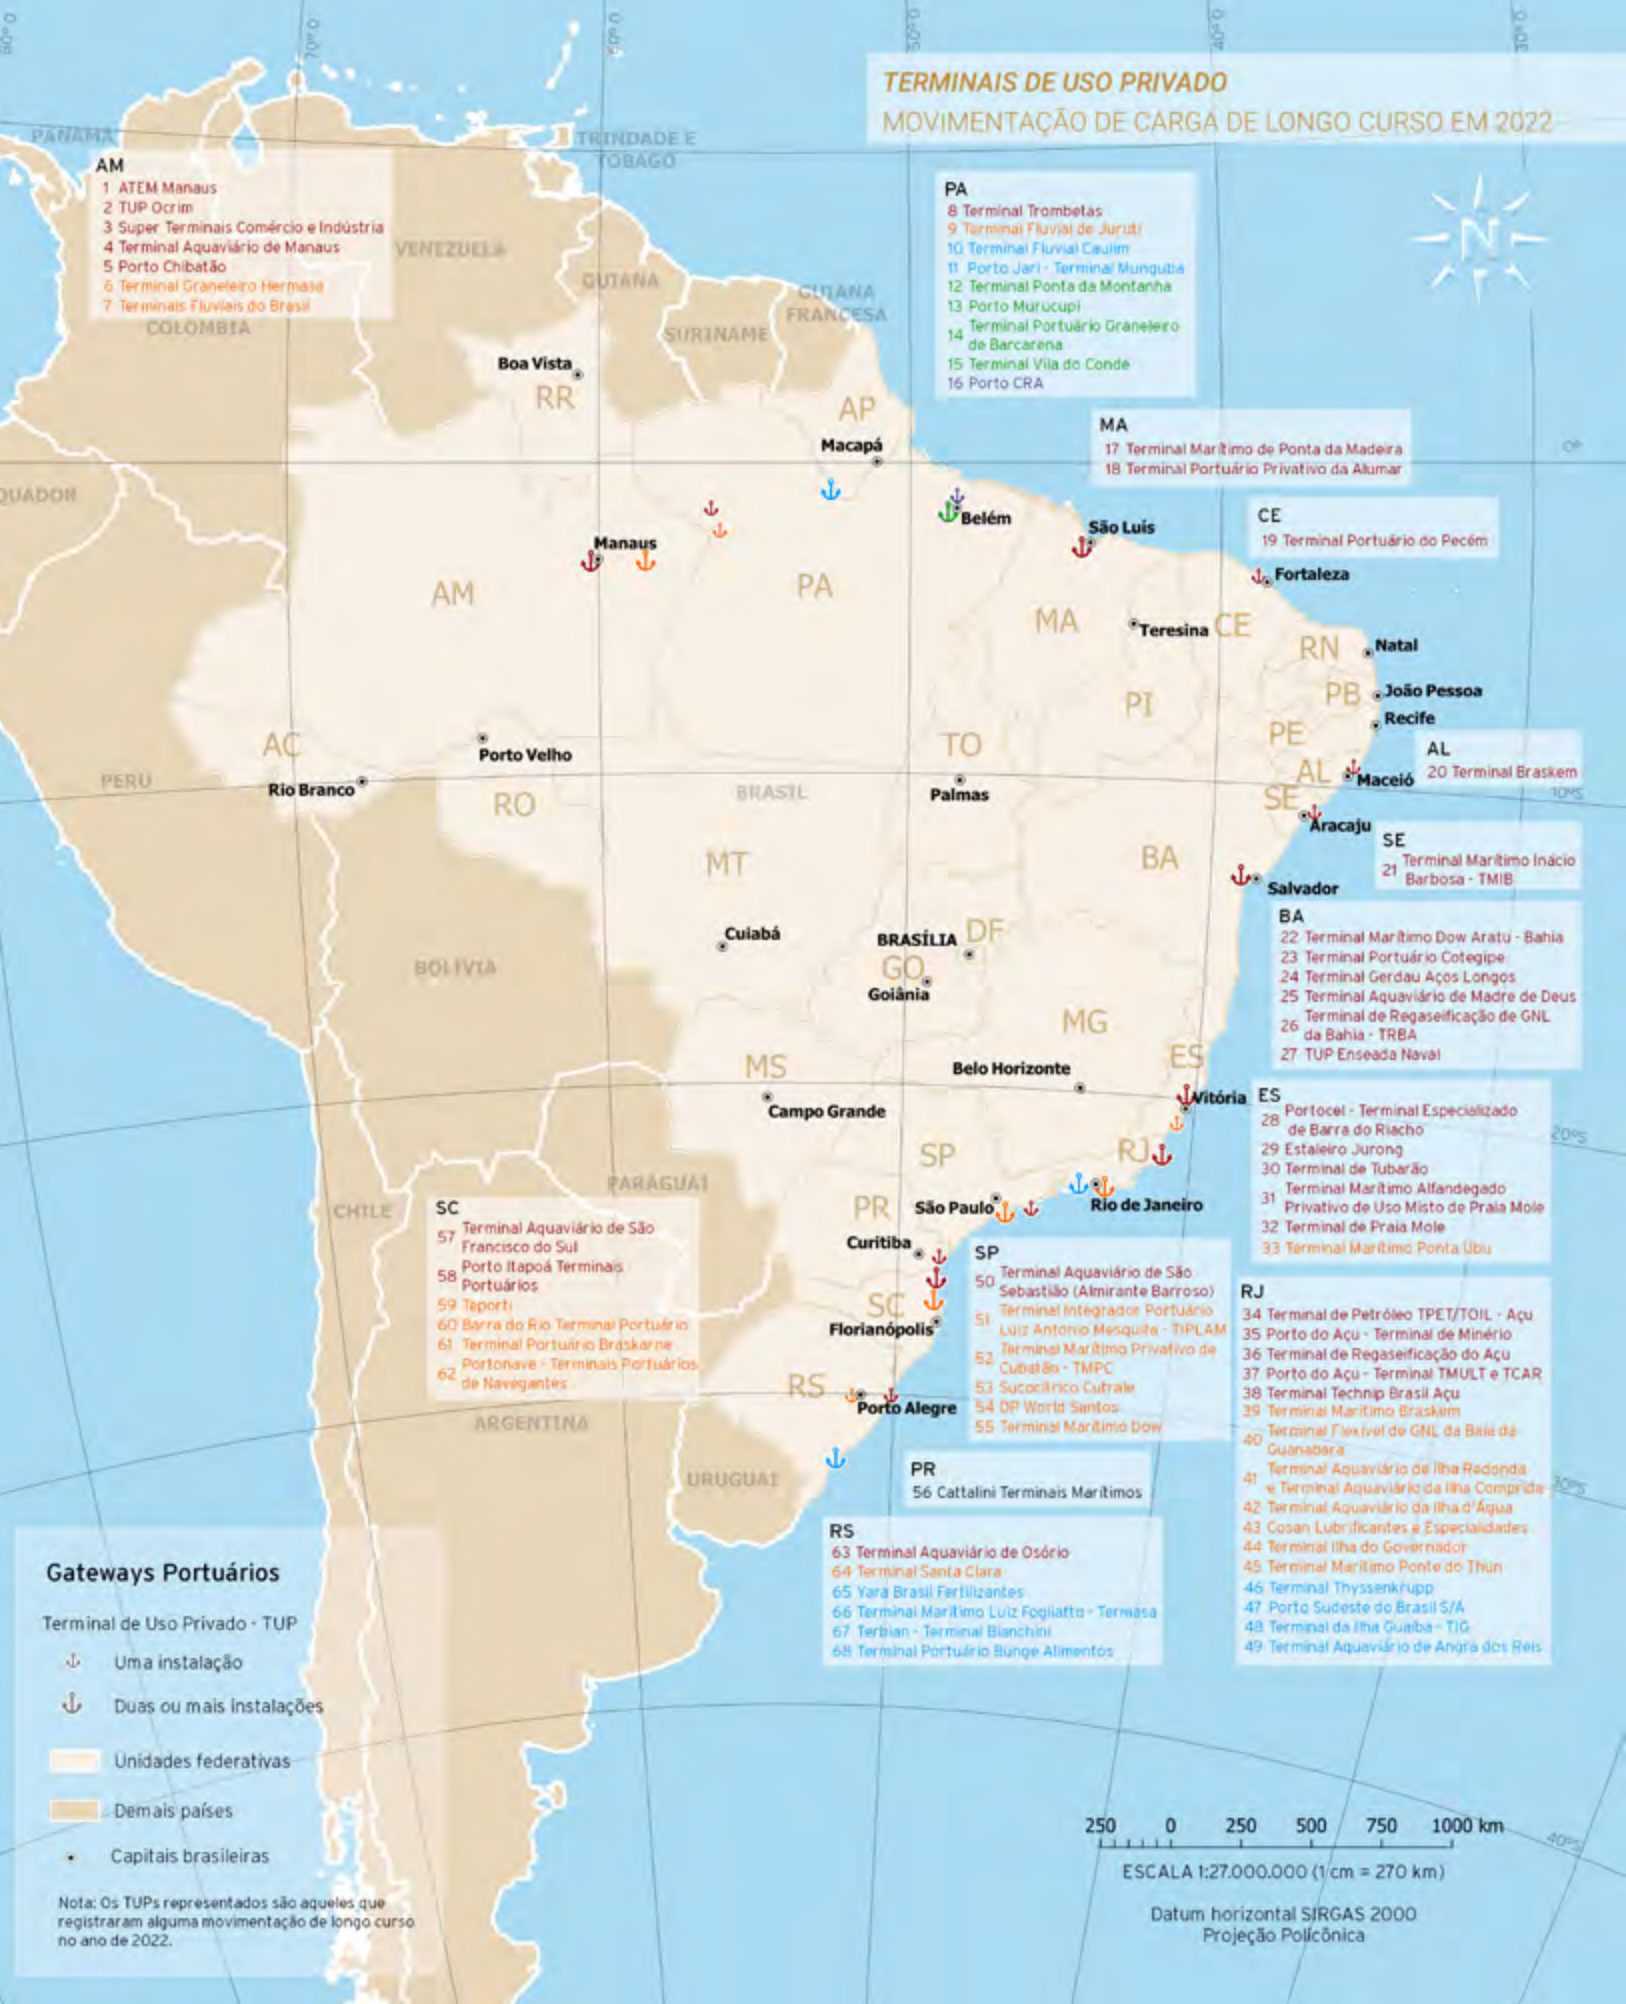 80º O
70º O
60º O
50º O
40º O
30º O
TERMINAIS DE USO PRIVADO
MOVIMENTAÇÃO DE CARGA DE LONGO CURSO EM 2022
PANAMÁ
TRINDADE E
TOBAGO
AM
1 ATEM Manaus
2 TUP Ocrim
3 Super Terminais Comércio e Indústria
4 Terminal Aquaviário de Manaus
5 Porto Chibatão
6 Terminal Graneleiro Hermasa
7 Terminais Fluviais do Brasil
VENEZUELA
COLOMBIA
GUIANA
SURINAME
GUIANA
FRANCESA
PA
8 Terminal Trombetas
9 Terminal Fluvial de Juruti
10 Terminal Fluvial Caulim
11 Porto Jari - Terminal Munguba
12 Terminal Ponta da Montanha
13 Porto Murucupi
14 Terminal Portuário Graneleiro
de Barcarena
15 Terminal Vila do Conde
16 Porto CRA
N
Boa Vista
RR
AP
Macapá
MA
17 Terminal Marítimo de Ponta da Madeira
18 Terminal Portuário Privativo da Alumar
0º
QUADOR
CE
19 Terminal Portuário do Pecém
Belém
São Luís
Manaus
Fortaleza
AM
PA
MA
Teresina
CE
RN
Natal
PB
João Pessoa
PI
Recife
PE
AC
Porto Velho
TO
AL
Maceió
AL
20 Terminal Braskem
10ºS
PERU
Rio Branco
RO
BRASIL
Palmas
SE
Aracaju
SE
21 Terminal Marítimo Inácio
Barbosa - TMIB
MT
BA
Salvador
BA
22 Terminal Marítimo Dow Aratu - Bahia
23 Terminal Portuário Cotegipe
24 Terminal Gerdau Aços Longos
25 Terminal Aquaviário de Madre de Deus
26 Terminal de Regaseificação de GNL
da Bahia - TRBA
27 TUP Enseada Naval
Cuiabá
BRASÍLIA
DF
GO
Goiânia
BOLÍVIA
MG
ES
MS
Belo Horizonte
Campo Grande
Vitória
ES
28 Portocel - Terminal Especializado
de Barra do Riacho
29 Estaleiro Jurong
30 Terminal de Tubarão
31 Terminal Marítimo Alfandegado
Privativo de Uso Misto de Praia Mole
32 Terminal de Praia Mole
33 Terminal Marítimo Ponta Ubu
20ºS
SP
RJ
PARAGUAI
CHILE
PR
São Paulo
Rio de Janeiro
Curitiba
SC
57 Terminal Aquaviário de São
Francisco do Sul
58 Porto Itapoá Terminais
Portuários
59 Teporti
60 Barra do Rio Terminal Portuário
61 Terminal Portuário Braskarne
62 Portonave - Terminais Portuários
de Navegantes
SP
50 Terminal Aquaviário de São
Sebastião (Almirante Barroso)
51 Terminal Integrador Portuário
Luiz Antonio Mesquita - TIPLAM
52 Terminal Marítimo Privativo de
Cubatão - TMPC
53 Sucocítrico Cutrale
54 DP World Santos
55 Terminal Marítimo Dow
RJ
34 Terminal de Petróleo TPET/TOIL - Açu
35 Porto do Açu - Terminal de Minério
36 Terminal de Regaseificação do Açu
37 Porto do Açu - Terminal TMULT e TCAR
38 Terminal Technip Brasil Açu
39 Terminal Marítimo Braskem
40 Terminal Flexível de GNL da Baia da
Guanabara
41 Terminal Aquaviário de Ilha Redonda
e Terminal Aquaviário da Ilha Comprida
42 Terminal Aquaviário da Ilha d'Água
43 Cosan Lubrificantes e Especialidades
44 Terminal Ilha do Governador
45 Terminal Marítimo Ponte do Thun
46 Terminal Thyssenkrupp
47 Porto Sudeste do Brasil S/A
48 Terminal da Ilha Guaíba - TIG
49 Terminal Aquaviário de Angra dos Reis
30ºS
SC
Florianópolis
RS
Porto Alegre
ARGENTINA
URUGUAI
PR
56 Cattalini Terminais Marítimos
RS
63 Terminal Aquaviário de Osório
64 Terminal Santa Clara
65 Yara Brasil Fertilizantes
66 Terminal Marítimo Luiz Fogliatto - Termasa
67 Terbian - Terminal Bianchini
68 Terminal Portuário Bunge Alimentos
Gateways Portuários
Terminal de Uso Privado - TUP
Uma instalação
Duas ou mais instalações
Unidades federativas
Demais países
Capitais brasileiras
Nota: Os TUPs representados são aqueles que
registraram alguma movimentação de longo curso
no ano de 2022.
250 0 250 500 750 1000 km
40ºS
ESCALA 1:27.000.000 (1 cm = 270 km)
Datum horizontal SIRGAS 2000
Projeção Policônica